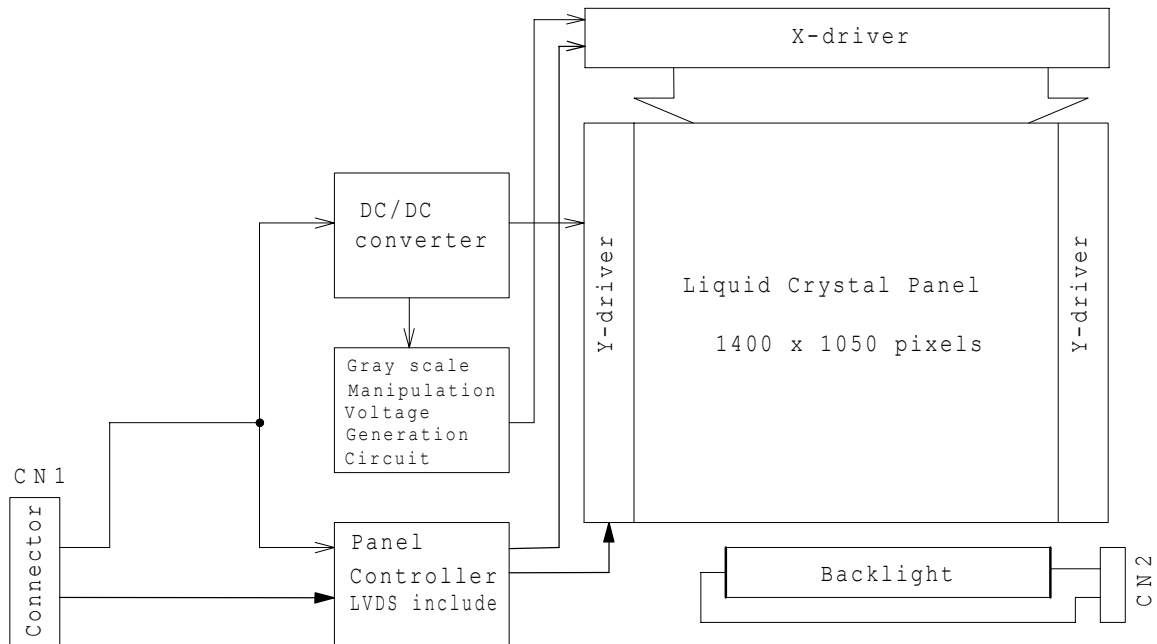 X-driver
DC/DC
converter
Y-driver
Liquid Crystal Panel
1400 x 1050 pixels
Y-driver
Gray scale
Manipulation
Voltage
Generation
Circuit
CN1
Connector
Panel
Controller
LVDS include
Backlight
CN2